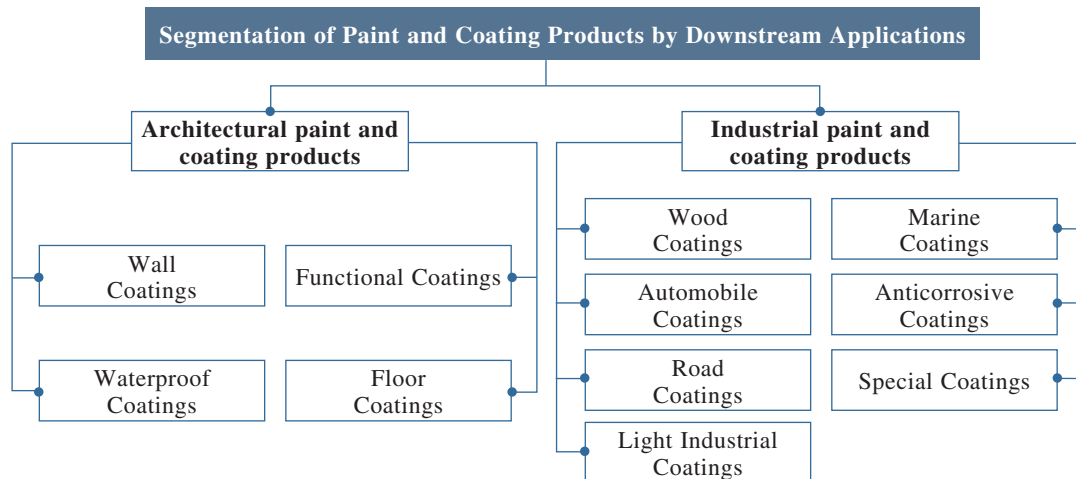 Segmentation of Paint and Coating Products by Downstream Applications
Architectural paint and
coating products
Industrial paint and
coating products
Wall
Coatings
Functional Coatings
Waterproof
Coatings
Floor
Coatings
Wood
Coatings
Marine
Coatings
Automobile
Coatings
Anticorrosive
Coatings
Road
Coatings
Special Coatings
Light Industrial
Coatings